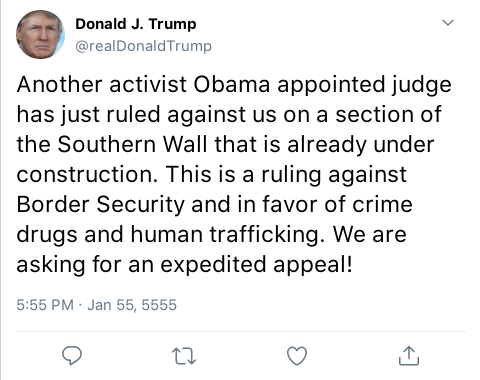 Donald J. Trump
@realDonaldTrump
Another activist Obama appointed judge
has just ruled against us on a section of
the Southern Wall that is already under
construction. This is a ruling against
Border Security and in favor of crime
drugs and human trafficking. We are
asking for an expedited appeal!
5:55 PM · Jan 55, 5555